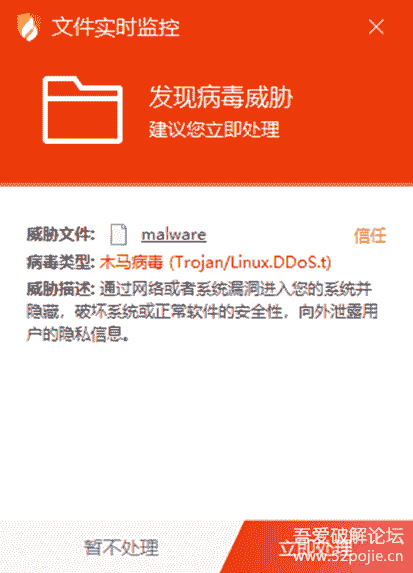 文件实时监控
发现病毒威胁
建议您立即处理
威胁文件: malware 信任
病毒类型: 木马病毒 (Trojan/Linux.DDoS.t)
威胁描述: 通过网络或者系统漏洞进入您的系统并
隐藏，破坏系统或正常软件的安全性，向外泄露用
户的隐私信息。
暂不处理 立即处理
吾爱破解论坛
www.52pojie.cn